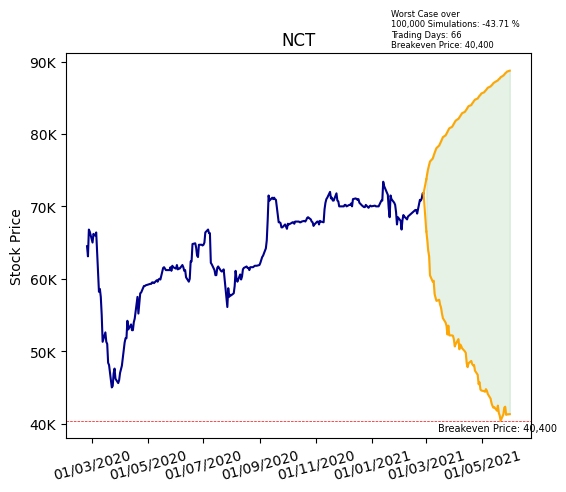 Worst Case over
100,000 Simulations: -43.71 %
Trading Days: 66
Breakeven Price: 40,400
NCT
90K
80K
70K
60K
50K
40K
Stock Price
Breakeven Price: 40,400
01/03/2020
01/05/2020
01/07/2020
01/09/2020
01/11/2020
01/01/2021
01/03/2021
01/05/2021